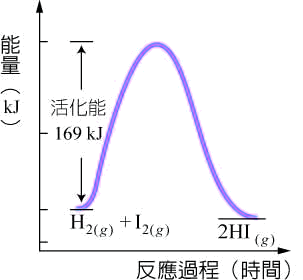 能量（kJ）
活化能
169 kJ
H2(g) + I2(g)
2HI (g)
反應過程（時間）